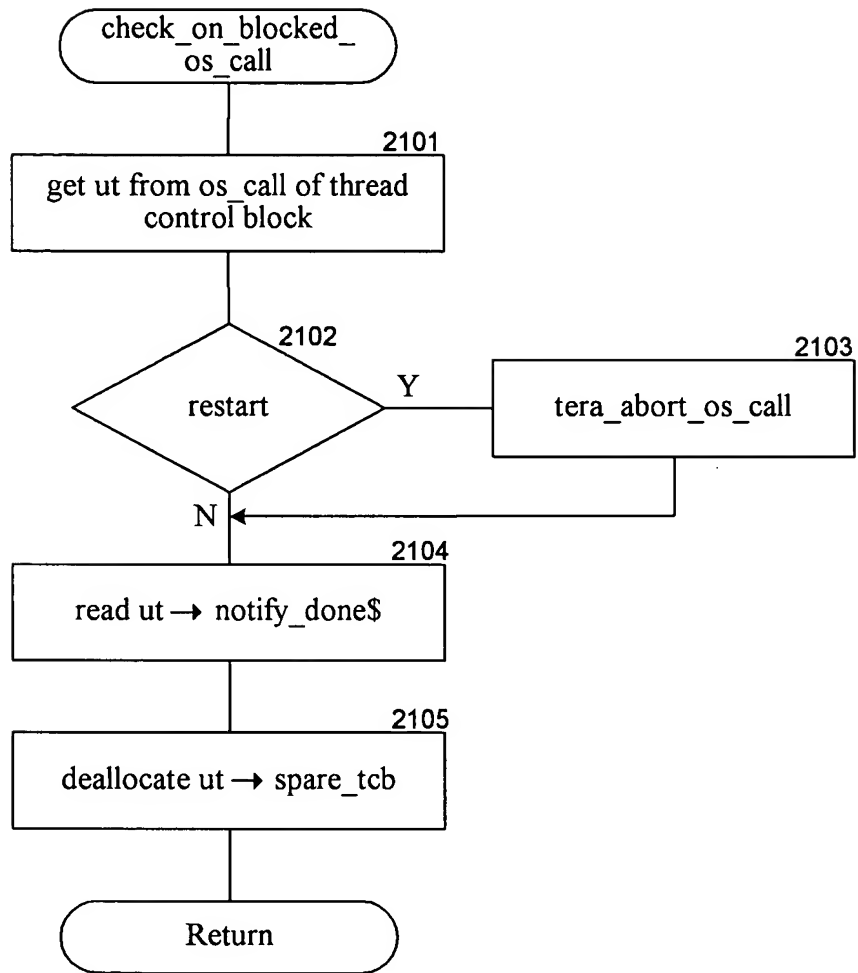 check_on_blocked_
os_call
2101
get ut from os_call of thread
control block
2102
restart
Y
2103
tera_abort_os_call
N
2104
read ut → notify_done$
2105
deallocate ut → spare_tcb
Return